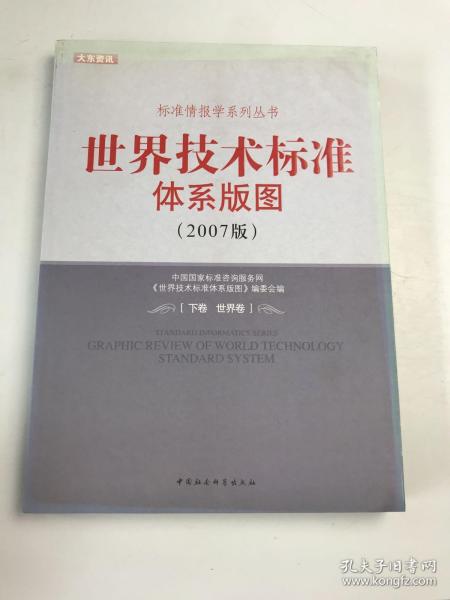 大东资讯
标准情报学系列丛书
世界技术标准
体系版图
(2007版)
中国国家标准咨询服务网
《世界技术标准体系版图》编委会编
[ 下卷 世界卷 ]
STANDARD INFORMATICS SERIES
GRAPHIC REVIEW OF WORLD TECHNOLOGY
STANDARD SYSTEM
中国社会科学出版社
孔夫子旧书网
www.kongfz.com